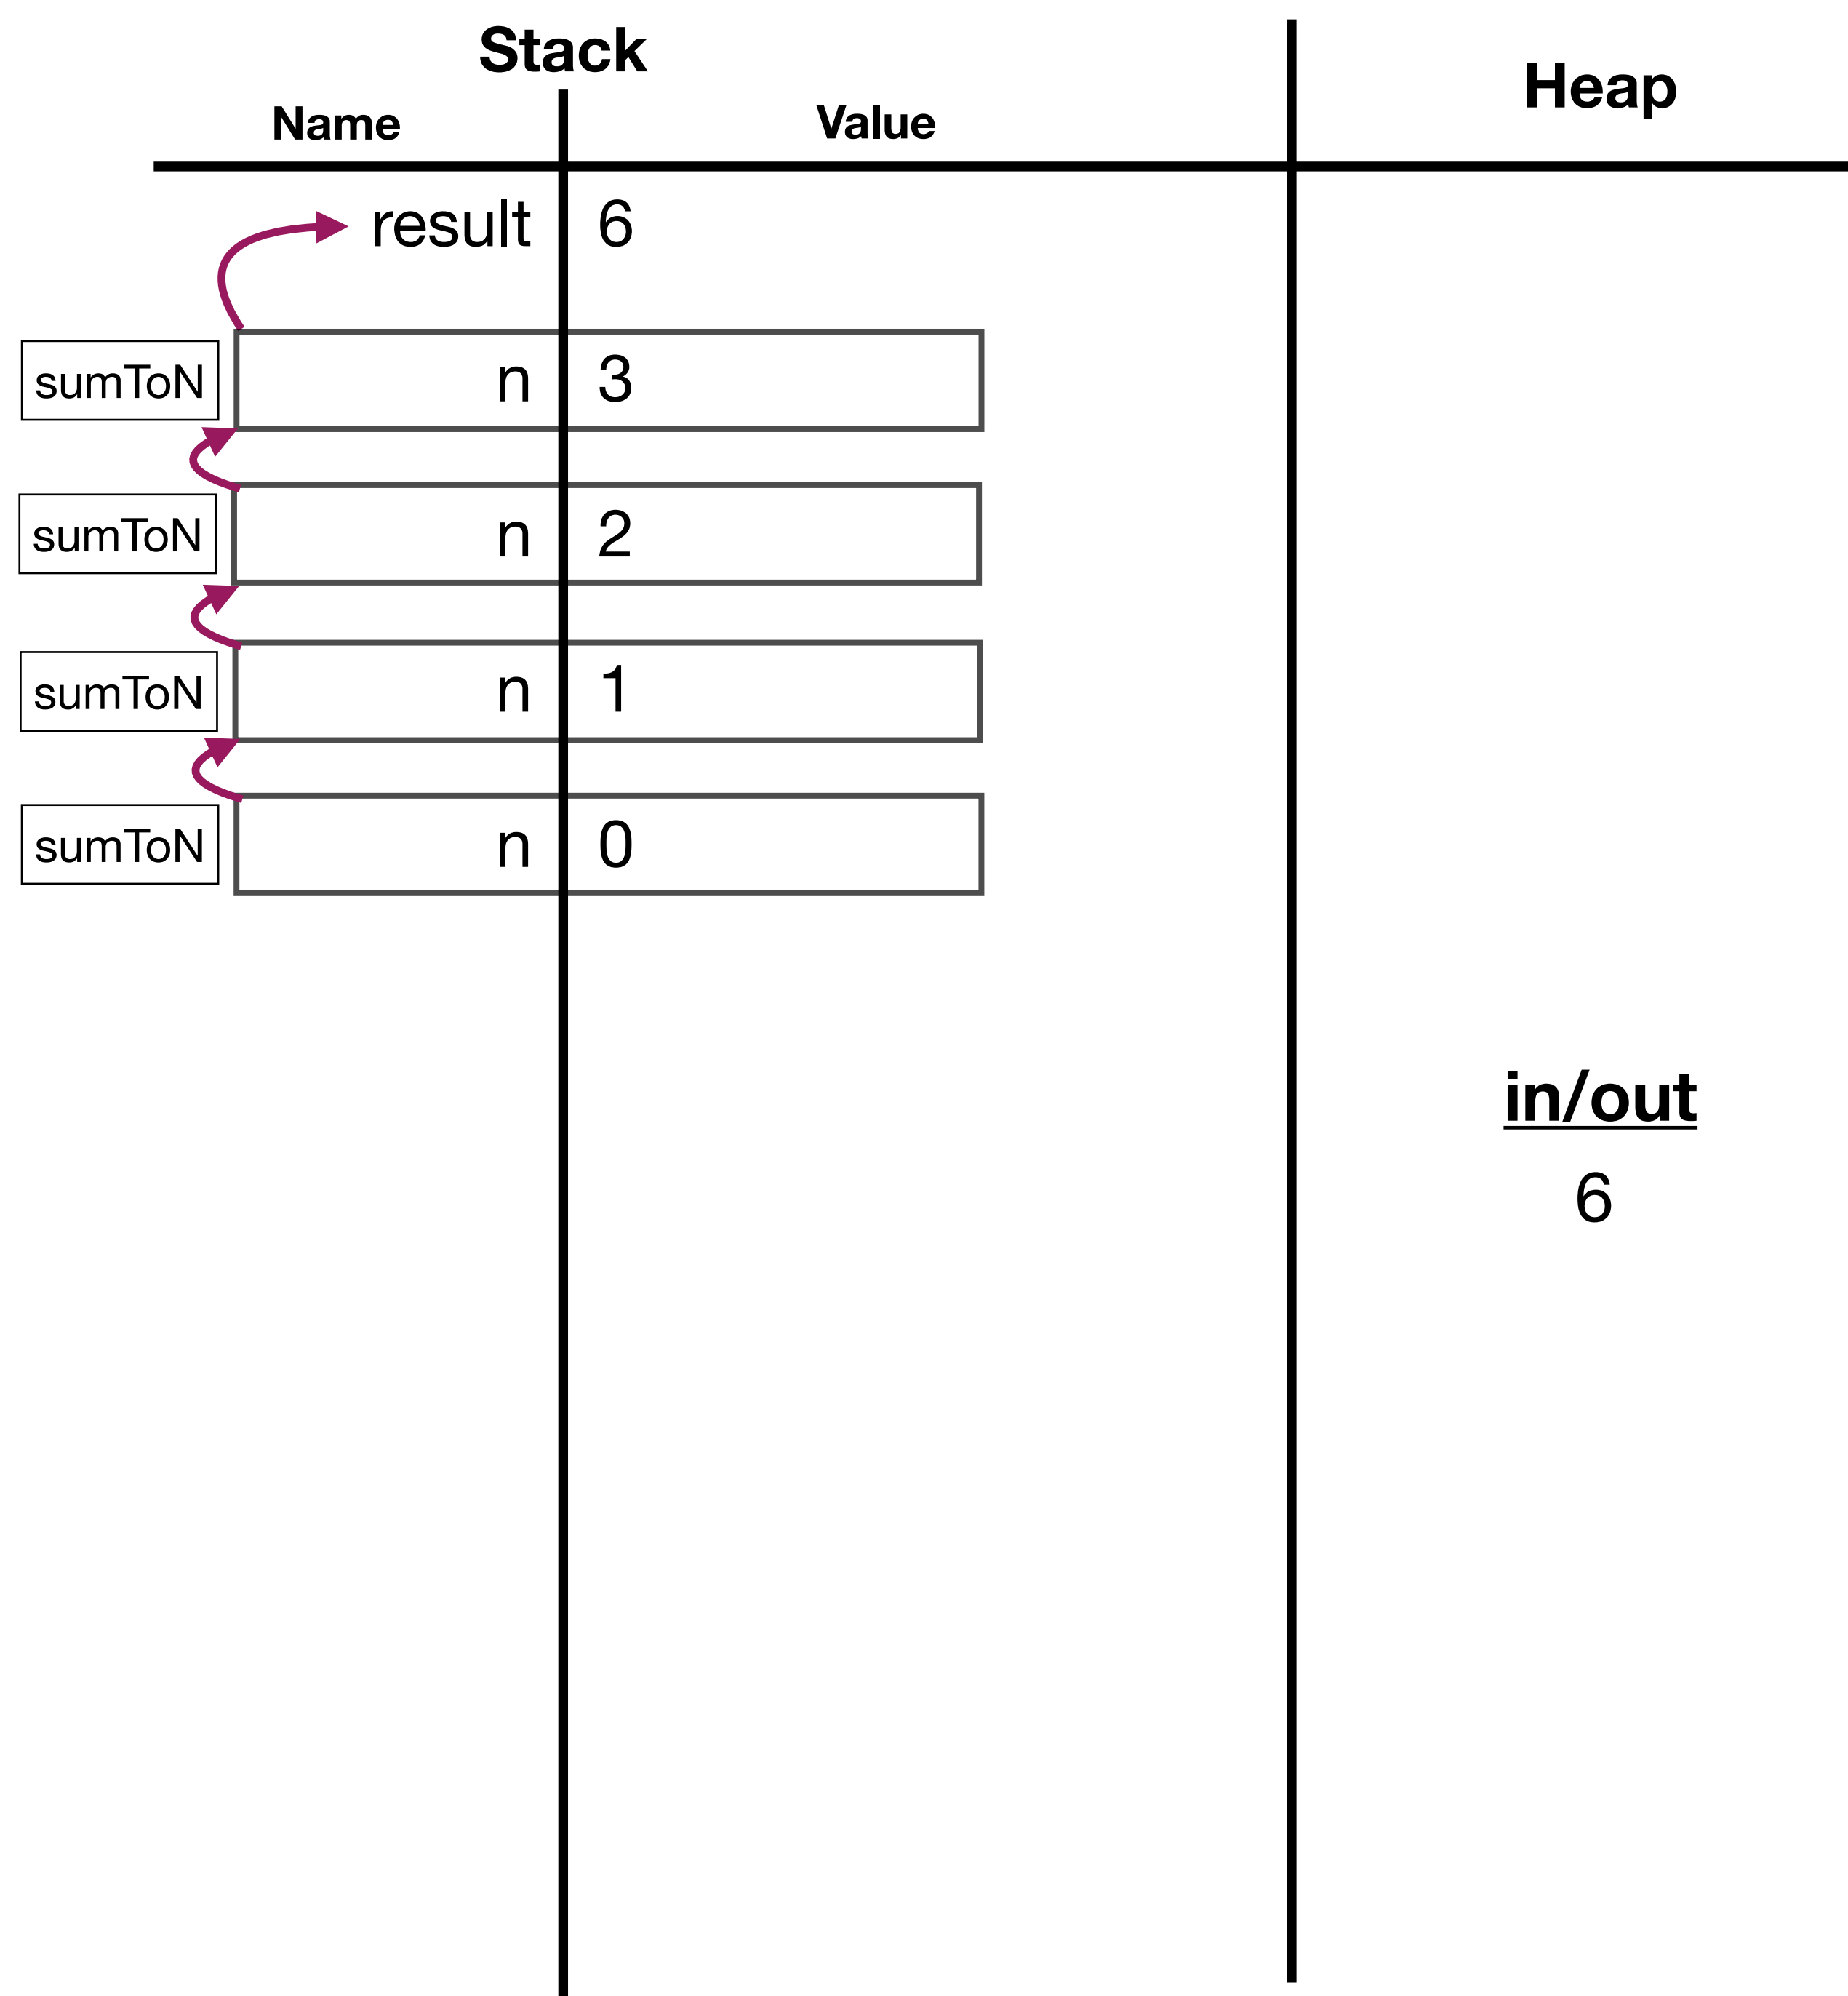 Stack
Heap
Name Value
result 6
sumToN n 3
sumToN n 2
sumToN n 1
sumToN n 0
in/out
6